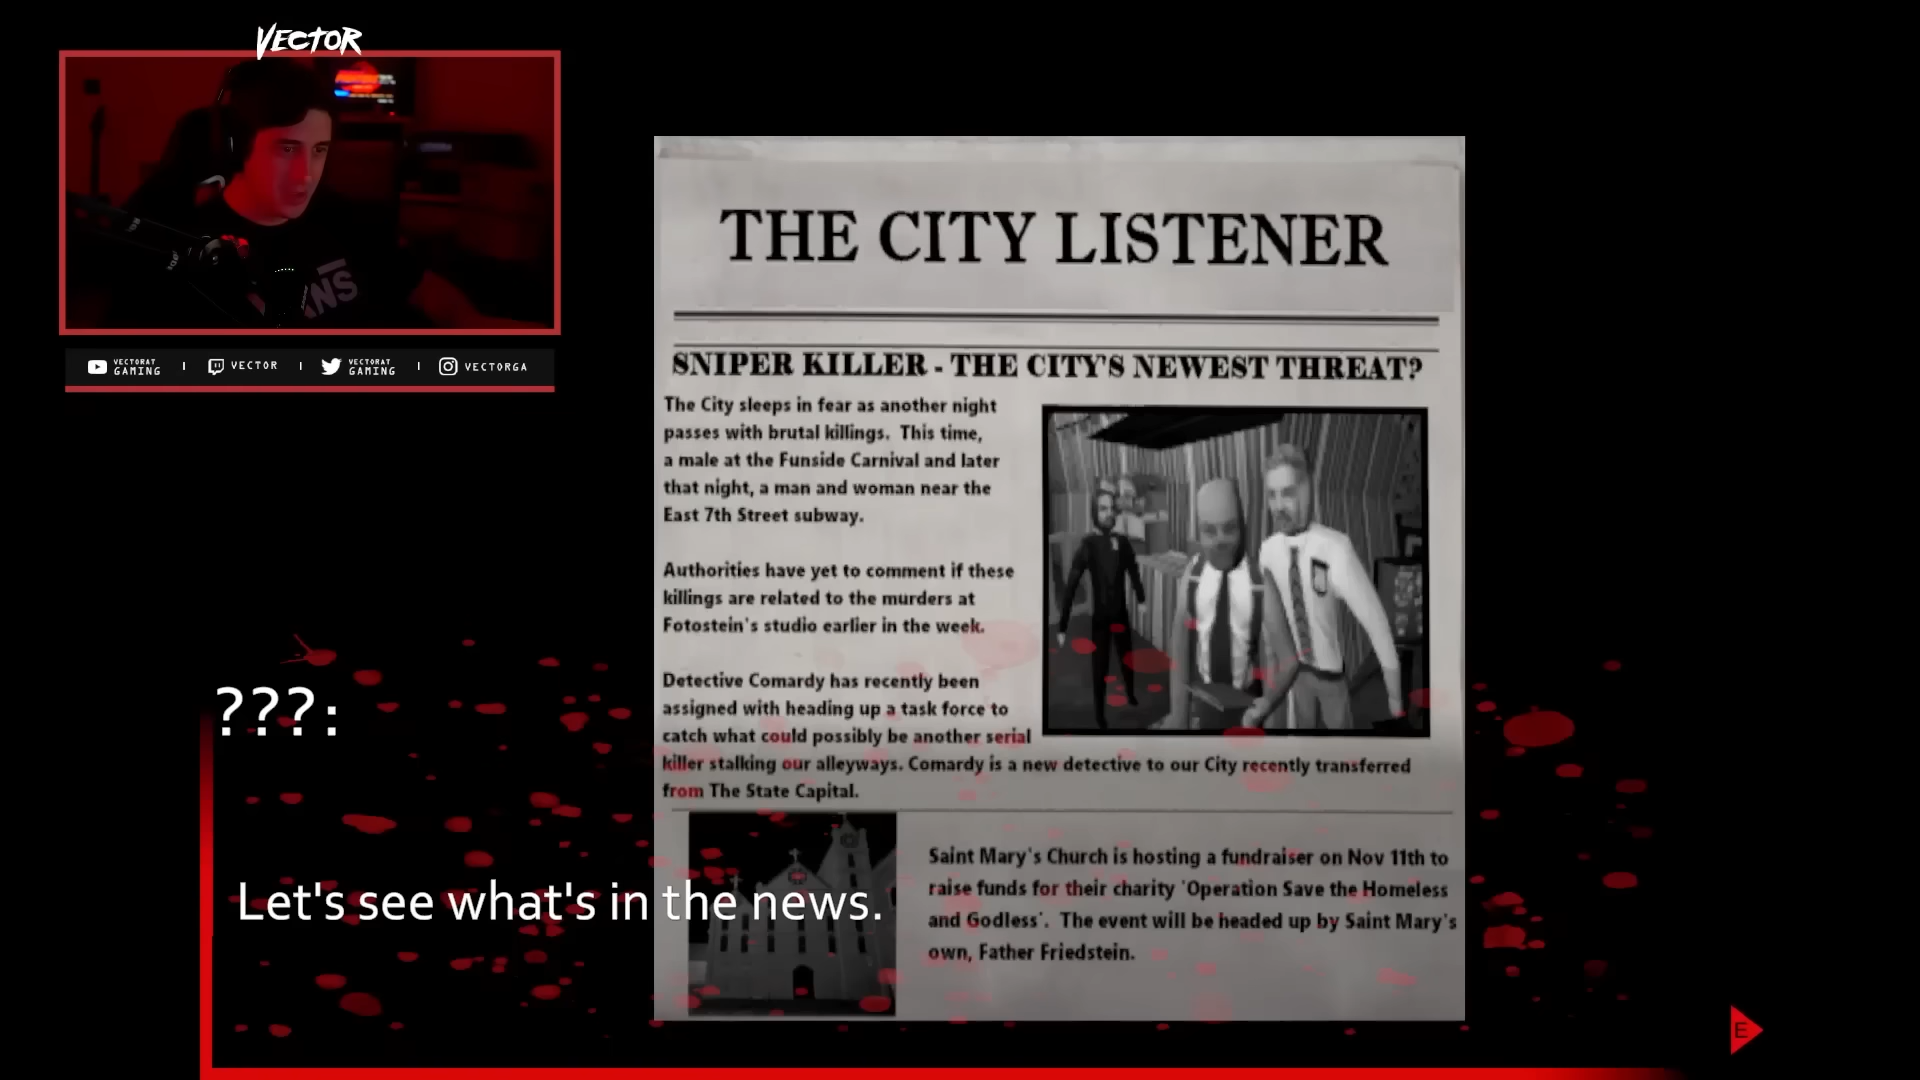 VECTOR
VECTORAT GAMING
VECTOR
VECTORAT GAMING
VECTORGA
THE CITY LISTENER
SNIPER KILLER - THE CITY'S NEWEST THREAT?
The City sleeps in fear as another night
passes with brutal killings. This time,
a male at the Funside Carnival and later
that night, a man and woman near the
East 7th Street subway.
Authorities have yet to comment if these
killings are related to the murders at
Fotostein's studio earlier in the week.
Detective Comardy has recently been
assigned with heading up a task force to
catch what could possibly be another serial
killer stalking our alleyways. Comardy is a new detective to our City recently transferred
from The State Capital.
Saint Mary's Church is hosting a fundraiser on Nov 11th to
raise funds for their charity 'Operation Save the Homeless
and Godless'. The event will be headed up by Saint Mary's
own, Father Friedstein.
???:
Let's see what's in the news.
E